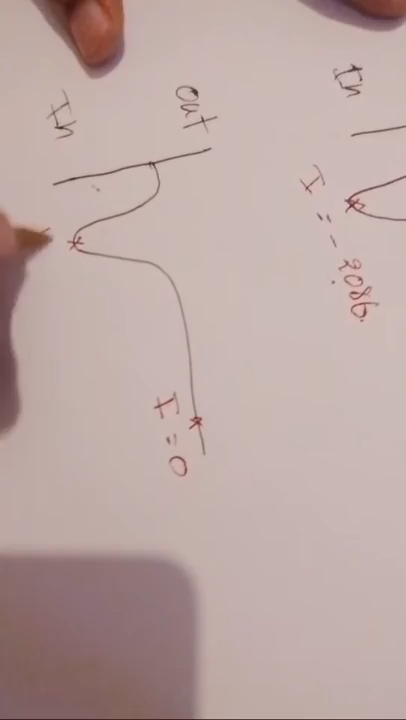 In
out
I = 0
In
I = - 2086.